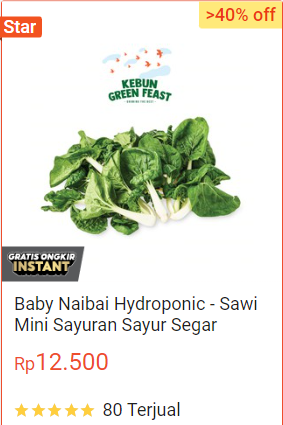 >40% off
Star
KEBUN
GREEN FEAST
GRATIS ONGKIR
INSTANT
Baby Naibai Hydroponic - Sawi
Mini Sayuran Sayur Segar
Rp12.500
80 Terjual